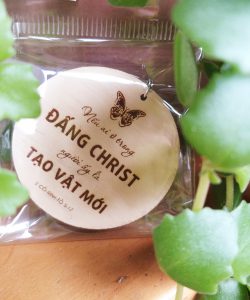 Nếu ai ở trong
ĐẤNG CHRIST
người ấy là
TẠO VẬT MỚI